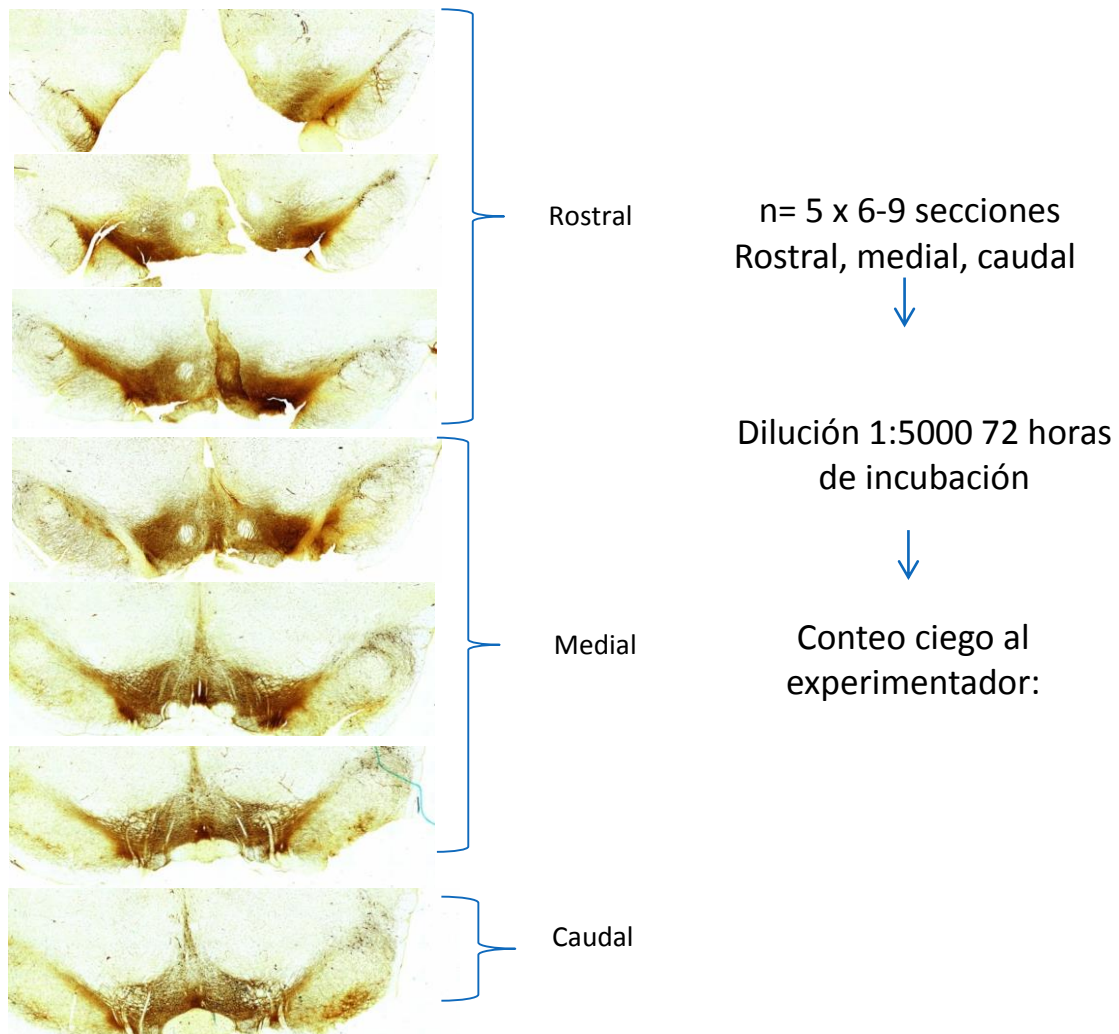 Rostral
Medial
Caudal
n= 5 x 6-9 secciones
Rostral, medial, caudal
Dilución 1:5000 72 horas
de incubación
Conteo ciego al
experimentador: